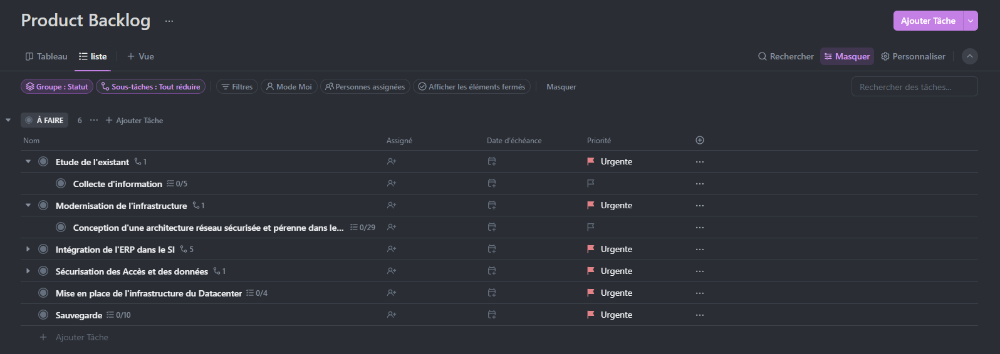 Product Backlog ...
Ajouter Tâche
Tableau liste + Vue
Rechercher Masquer Personnaliser
Groupe : Statut Sous-tâches : Tout réduire Filtres Mode Moi Personnes assignées Afficher les éléments fermés Masquer Rechercher des tâches...
À FAIRE 6 ... + Ajouter Tâche
Nom Assigné Date d'échéance Priorité
Etude de l'existant 1 Urgente ...
Collecte d'information 0/5 ...
Modernisation de l'infrastructure 1 Urgente ...
Conception d'une architecture réseau sécurisée et pérenne dans le... 0/29 ...
Intégration de l'ERP dans le SI 5 Urgente ...
Sécurisation des Accès et des données 1 Urgente ...
Mise en place de l'infrastructure du Datacenter 0/4 Urgente ...
Sauvegarde 0/10 Urgente ...
+ Ajouter Tâche